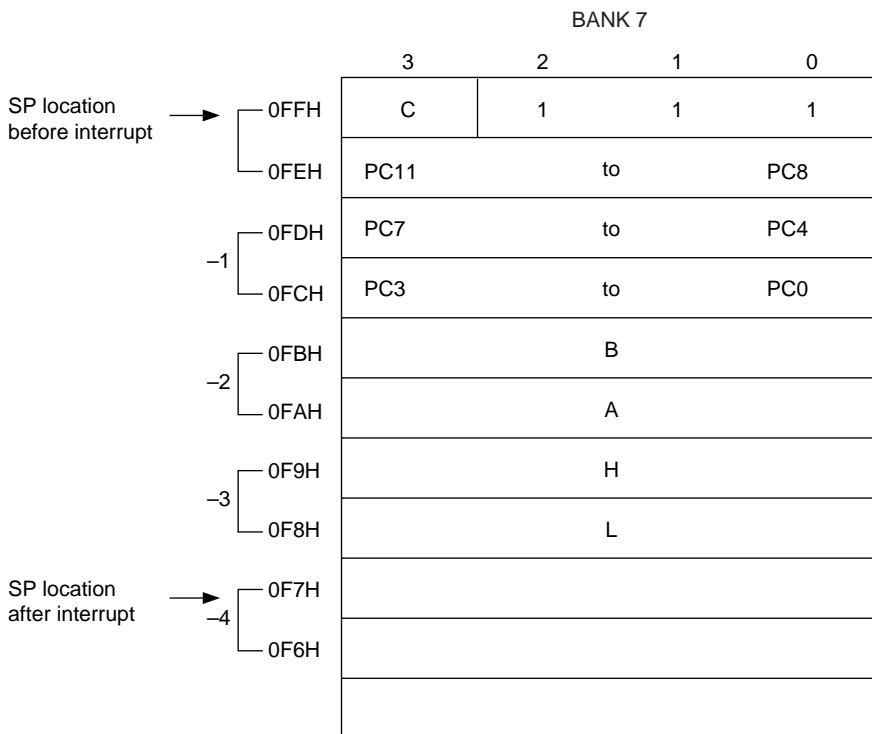 BANK 7
3 2 1 0
SP location
before interrupt
0FFH C 1 1 1
0FEH PC11 to PC8
–1
0FDH PC7 to PC4
0FCH PC3 to PC0
–2
0FBH B
0FAH A
–3
0F9H H
0F8H L
SP location
after interrupt
–4
0F7H
0F6H